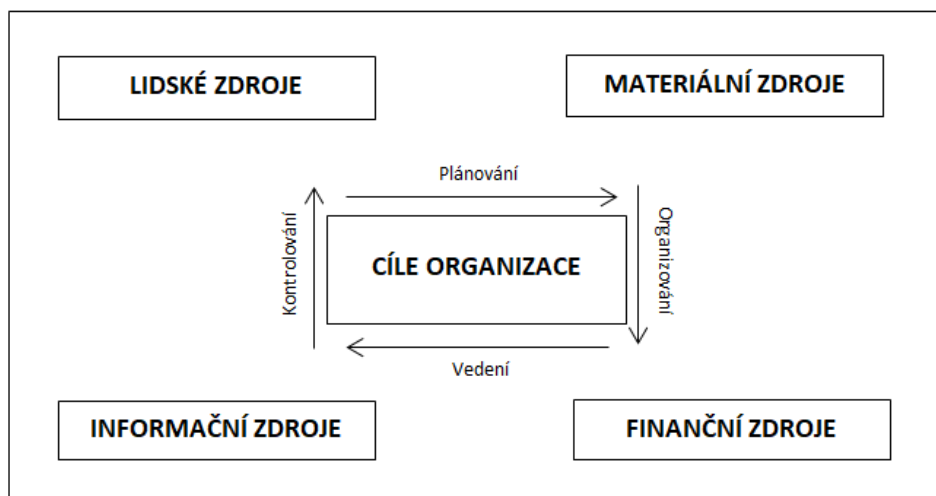 LIDSKÉ ZDROJE
MATERIÁLNÍ ZDROJE
Plánování
Kontrolování
CÍLE ORGANIZACE
Organizování
Vedení
INFORMAČNÍ ZDROJE
FINANČNÍ ZDROJE